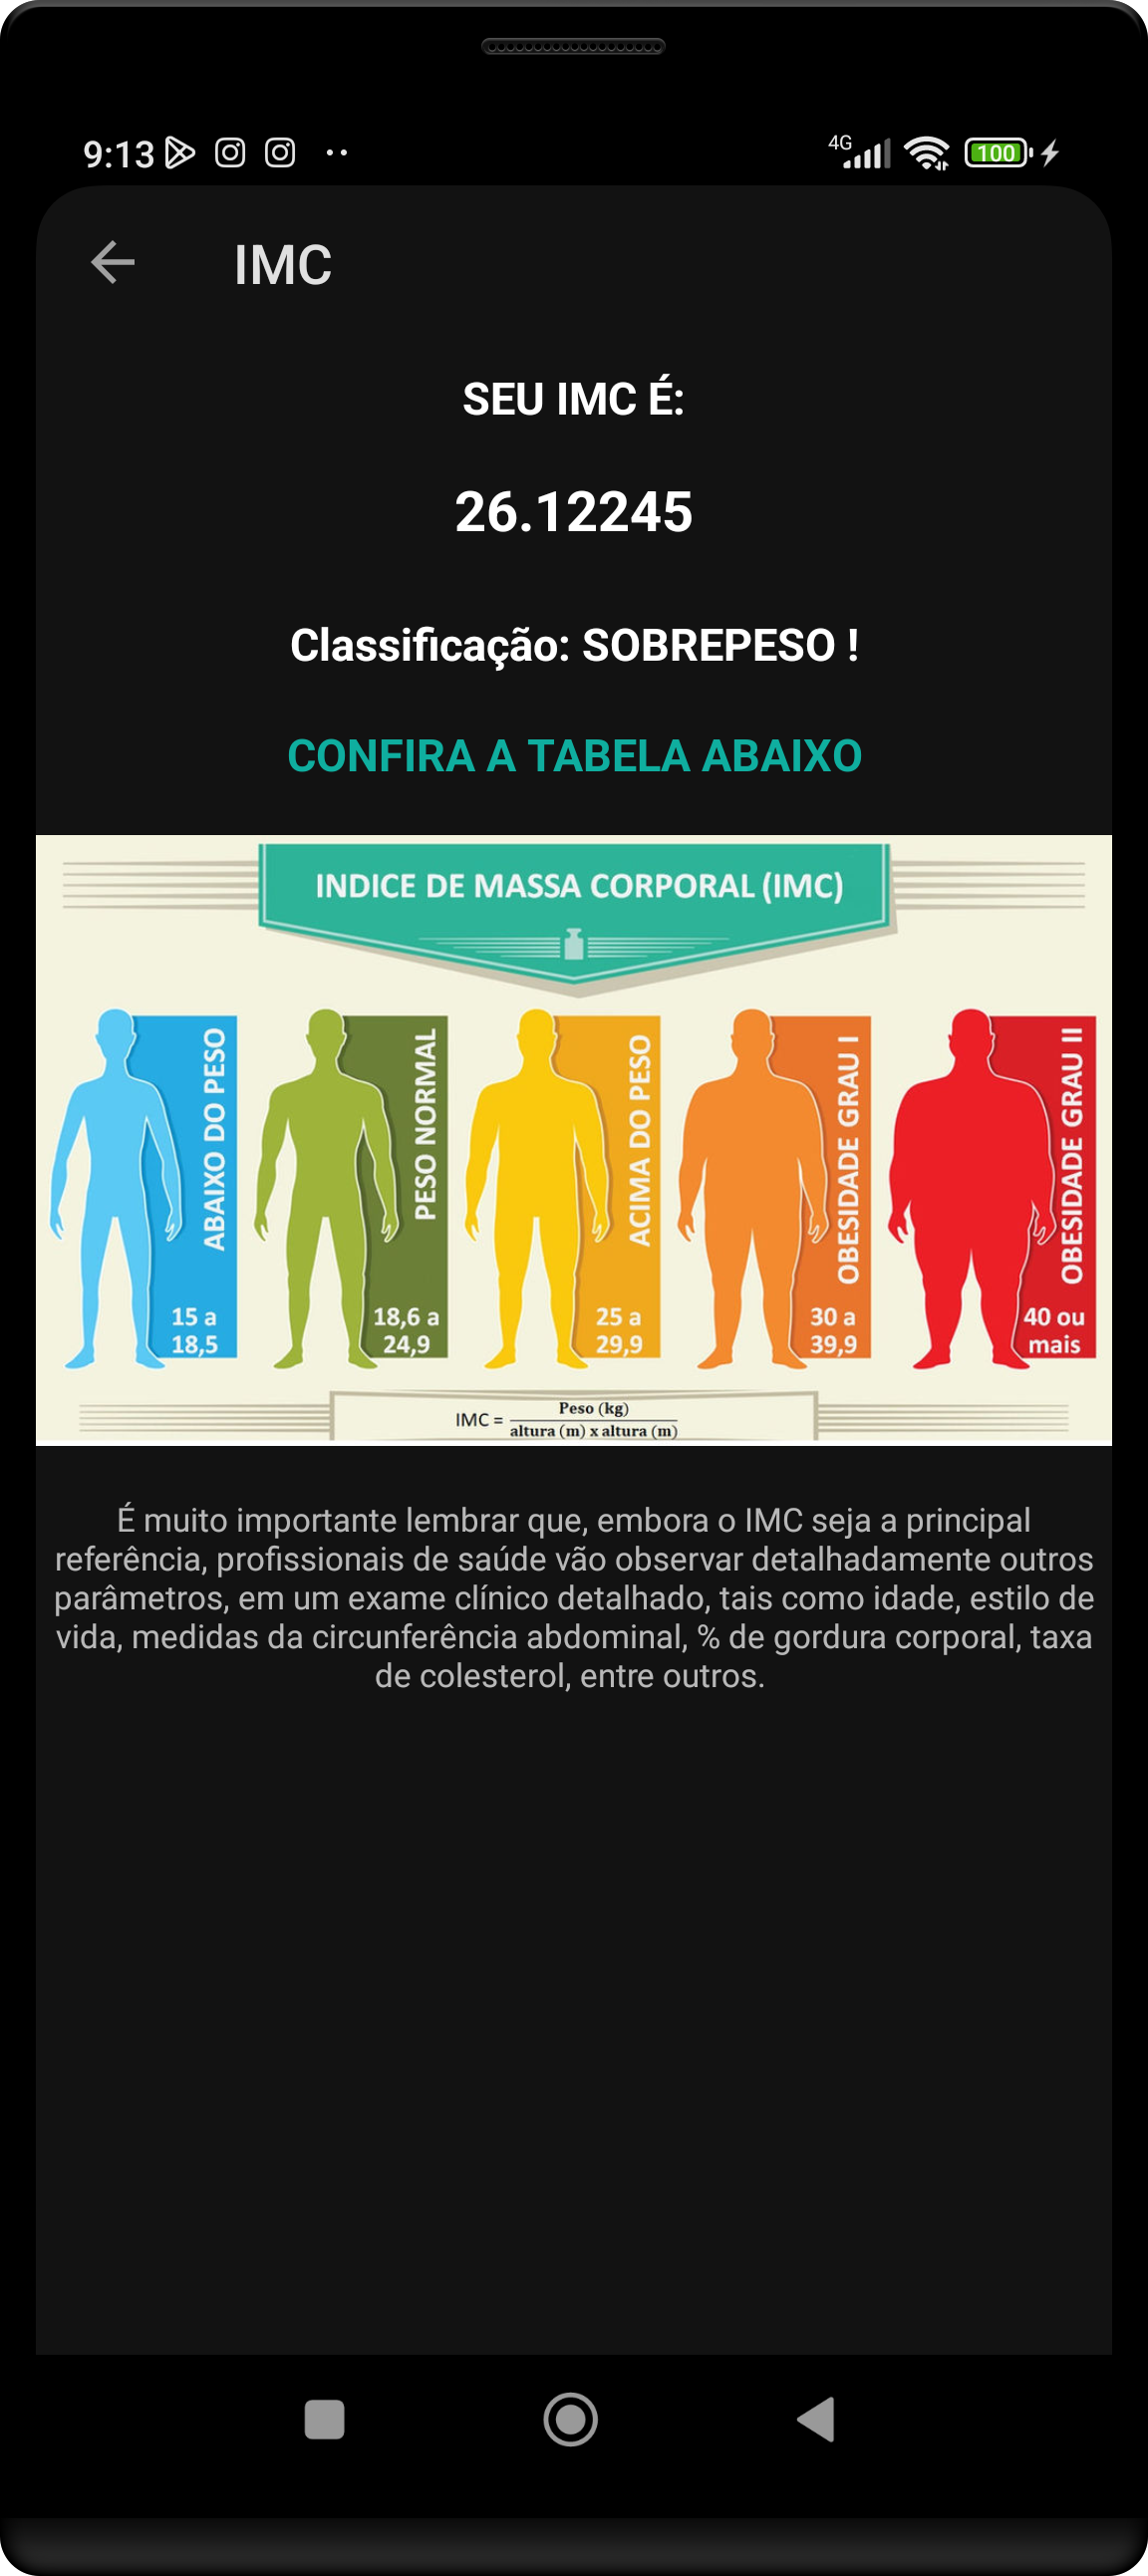 9:13
4G
100
IMC
SEU IMC É:
26.12245
Classificação: SOBREPESO !
CONFIRA A TABELA ABAIXO
INDICE DE MASSA CORPORAL (IMC)
ABAIXO DO PESO
15 a
18,5
PESO NORMAL
18,6 a
24,9
ACIMA DO PESO
25 a
29,9
OBESIDADE GRAU I
30 a
39,9
OBESIDADE GRAU II
40 ou
mais
IMC = Peso (kg)
altura (m) x altura (m)
É muito importante lembrar que, embora o IMC seja a principal
referência, profissionais de saúde vão observar detalhadamente outros
parâmetros, em um exame clínico detalhado, tais como idade, estilo de
vida, medidas da circunferência abdominal, % de gordura corporal, taxa
de colesterol, entre outros.